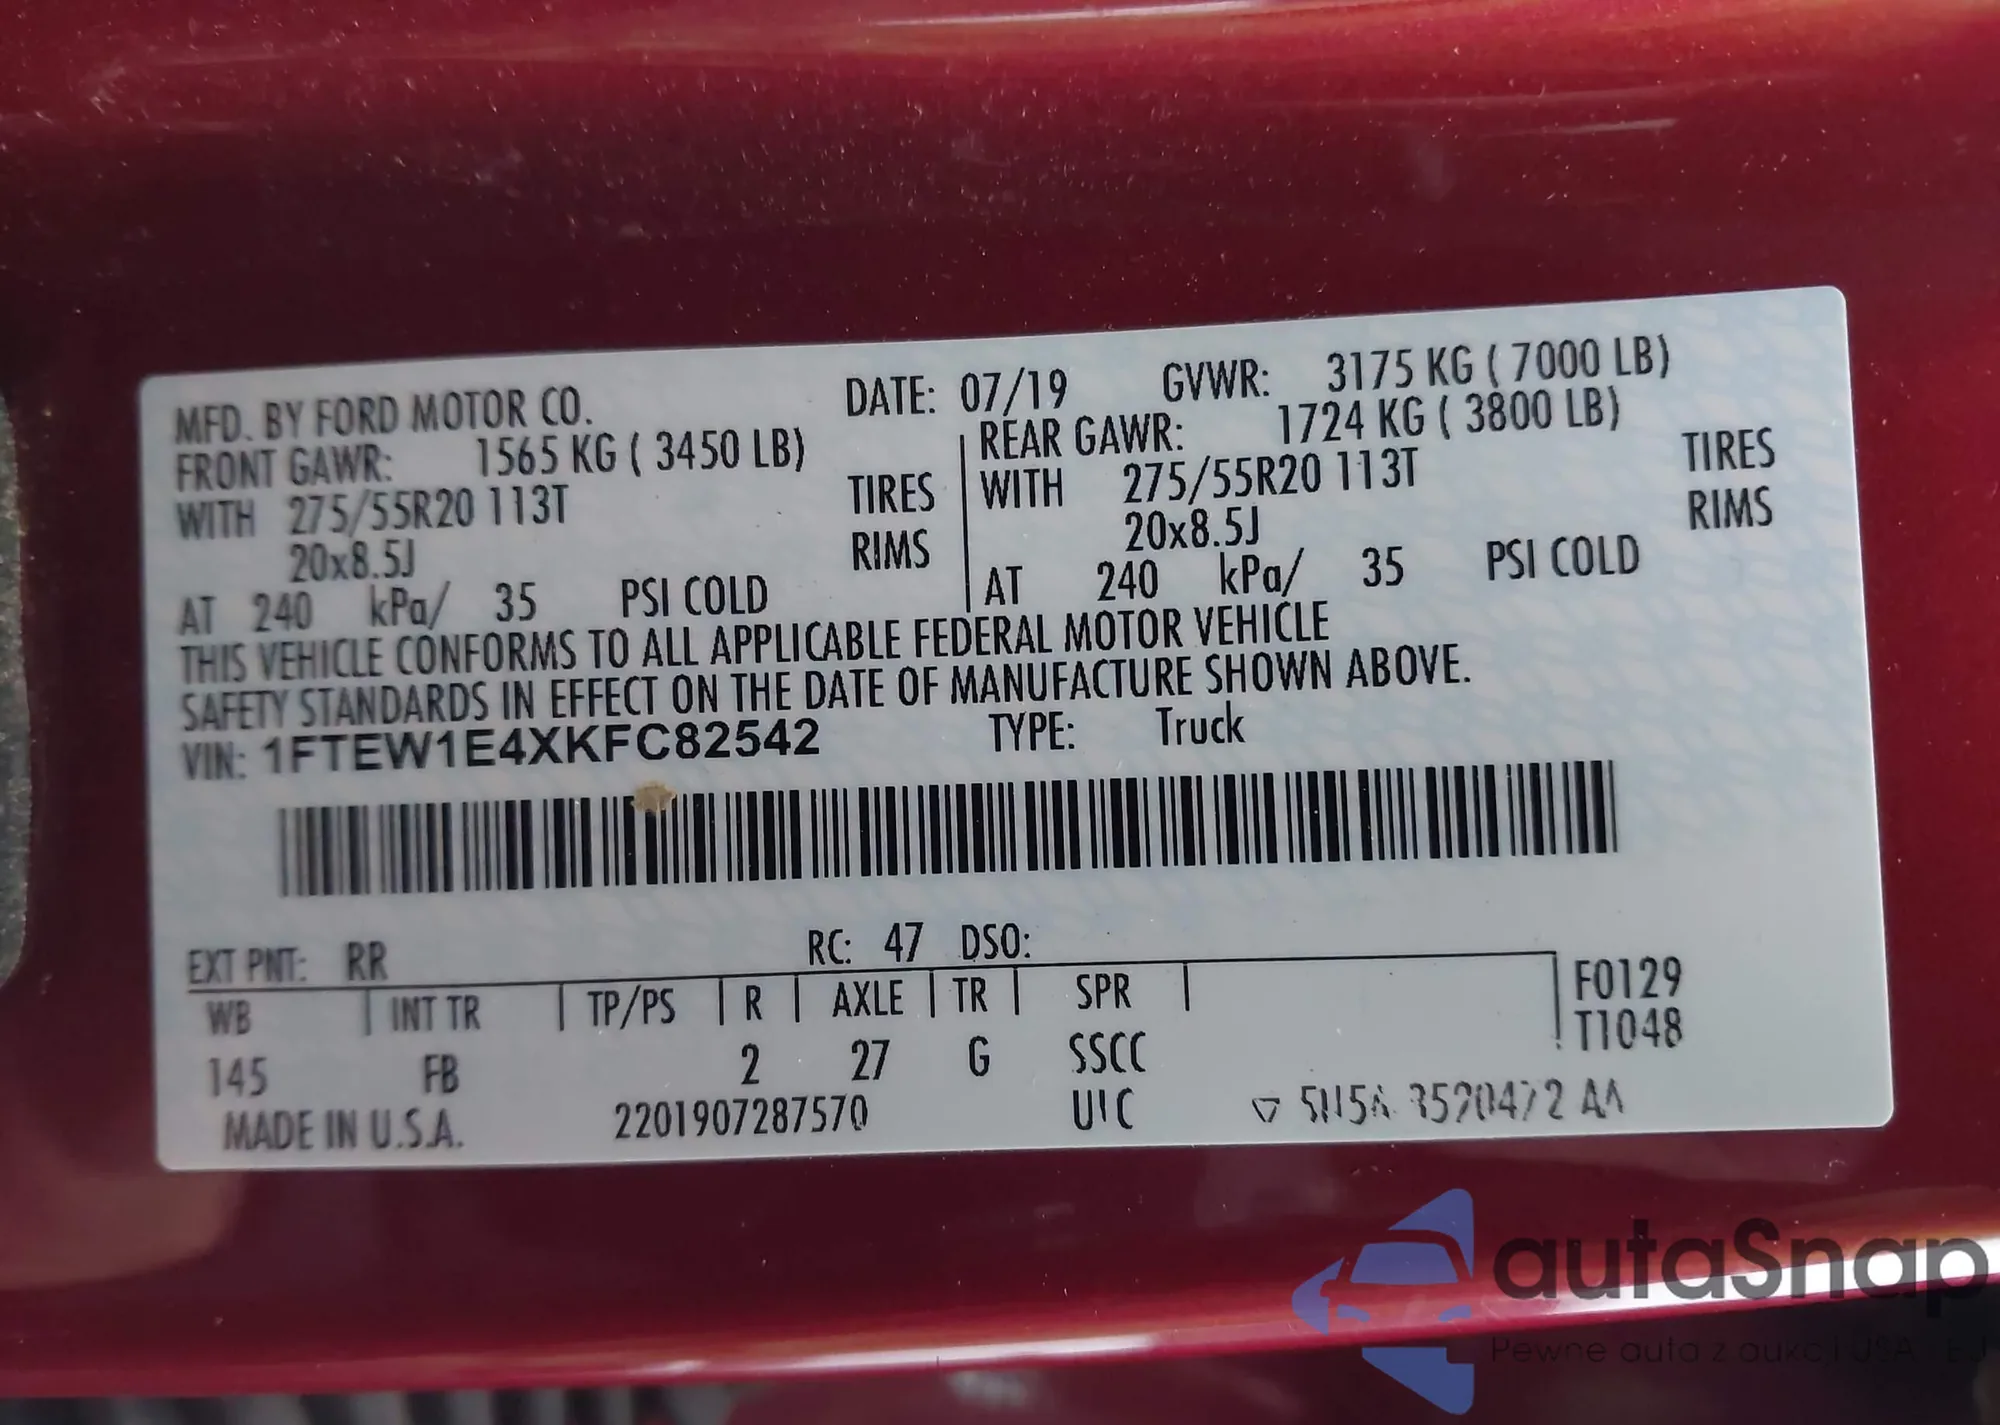 MFD. BY FORD MOTOR CO. DATE: 07/19 GVWR: 3175 KG ( 7000 LB)
FRONT GAWR: 1565 KG ( 3450 LB) REAR GAWR: 1724 KG ( 3800 LB)
WITH 275/55R20 113T TIRES WITH 275/55R20 113T TIRES
20x8.5J RIMS 20x8.5J RIMS
AT 240 kPa/ 35 PSI COLD AT 240 kPa/ 35 PSI COLD
THIS VEHICLE CONFORMS TO ALL APPLICABLE FEDERAL MOTOR VEHICLE
SAFETY STANDARDS IN EFFECT ON THE DATE OF MANUFACTURE SHOWN ABOVE.
VIN: 1FTEW1E4XKFC82542 TYPE: Truck
EXT PNT: RR RC: 47 DSO:
WB INT TR TP/PS R AXLE TR SPR F0129
T1048
145 FB 2 27 G SSCC
MADE IN U.S.A. 2201907287570
autaSnap
Pewne auta z aukcji USA